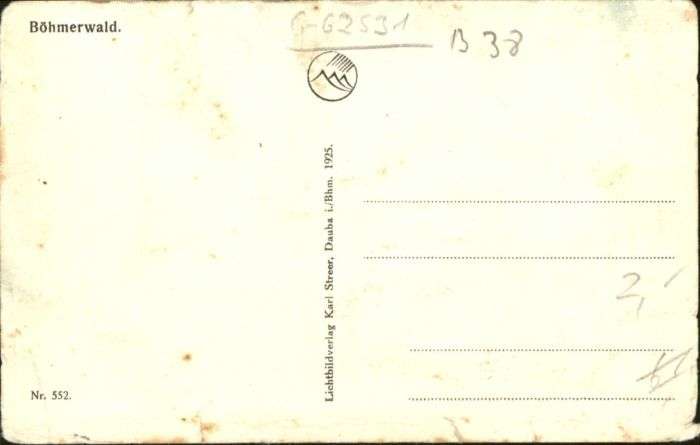 Böhmerwald.
G-62531
B 38
Lichtbildverlag Karl Streer, Dauba i./Bhm. 1925.
2,-
Nr. 552.